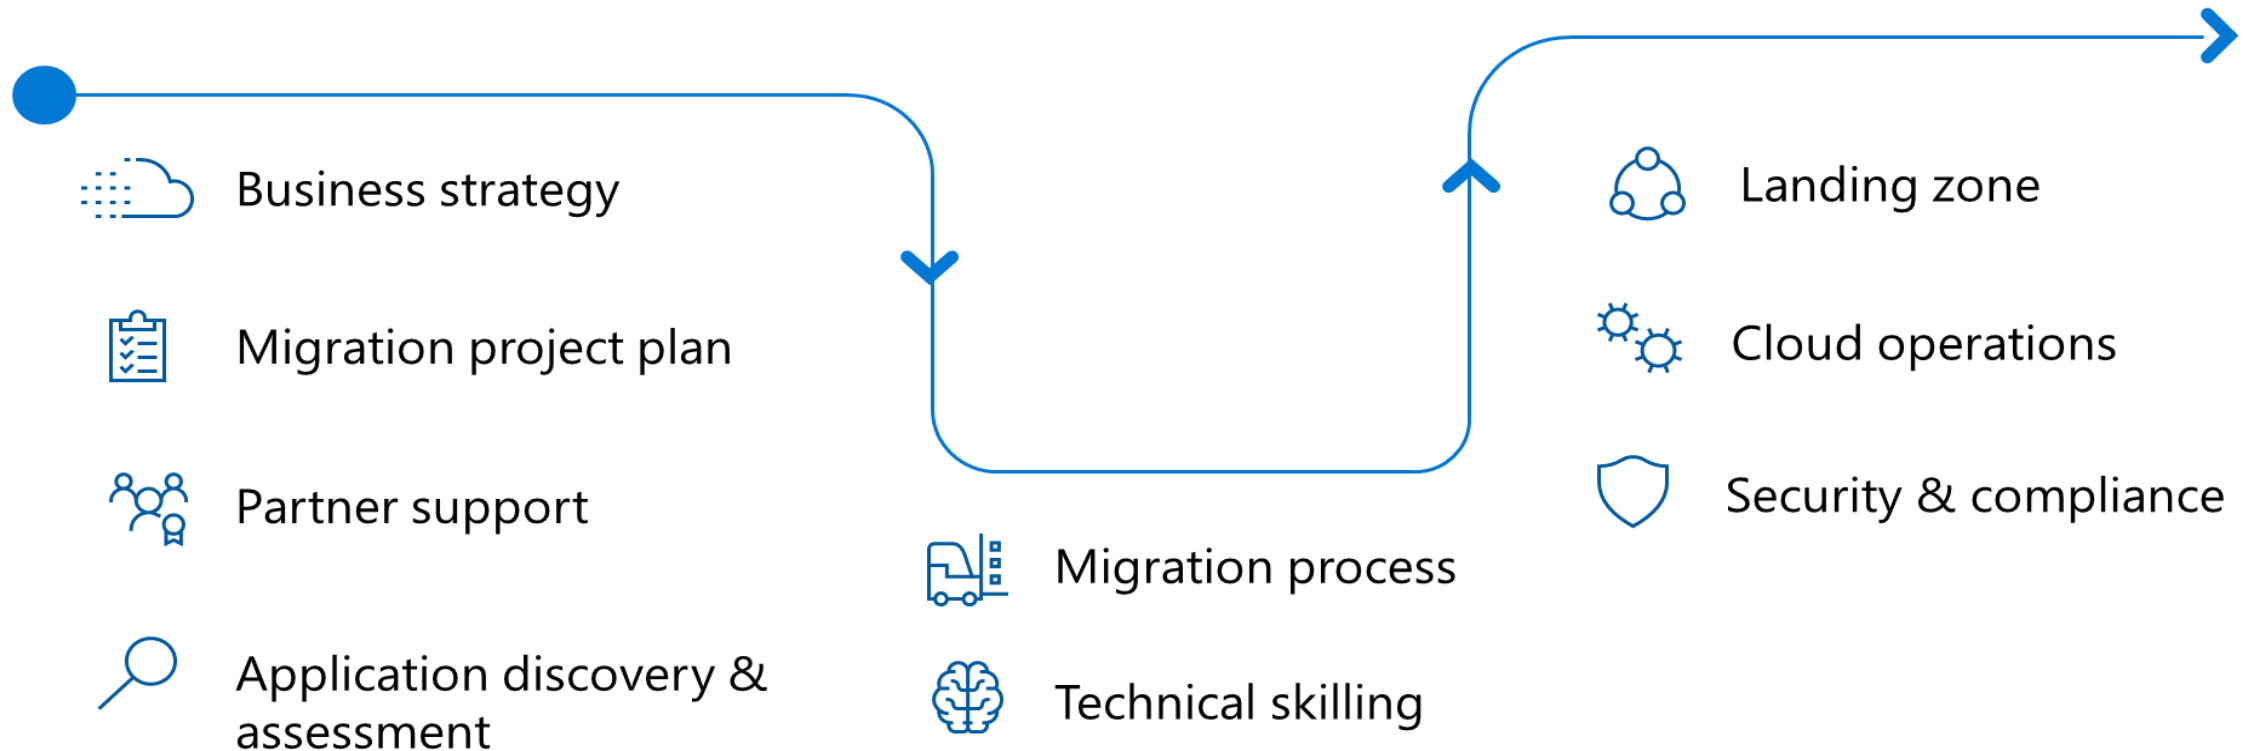 Business strategy
Migration project plan
Partner support
Application discovery &
assessment
Migration process
Technical skilling
Landing zone
Cloud operations
Security & compliance